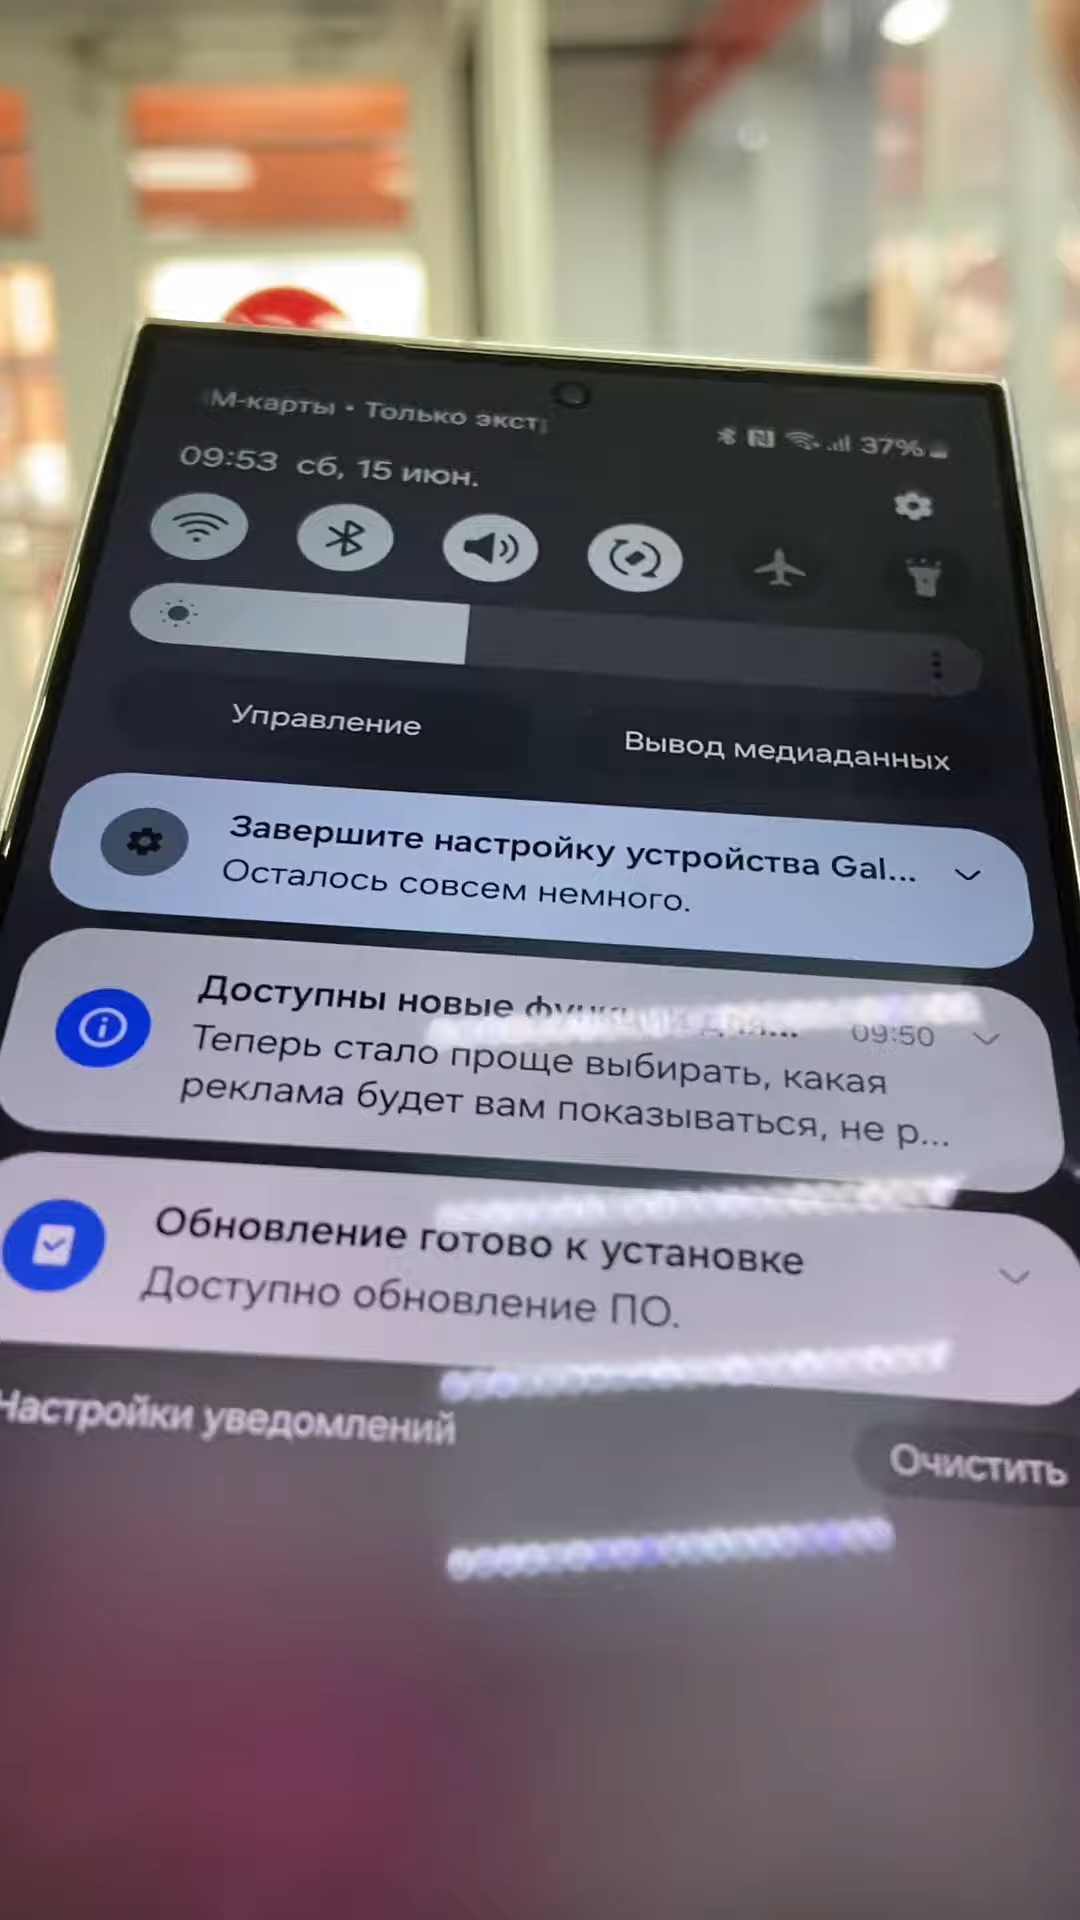 М-карты • Только экст
37%
09:53 сб, 15 июн.
Управление
Вывод медиаданных
Завершите настройку устройства Gal...
Осталось совсем немного.
Доступны новые функции для...
09:50
Теперь стало проще выбирать, какая
реклама будет вам показываться, не р...
Обновление готово к установке
Доступно обновление ПО.
Настройки уведомлений
Очистить